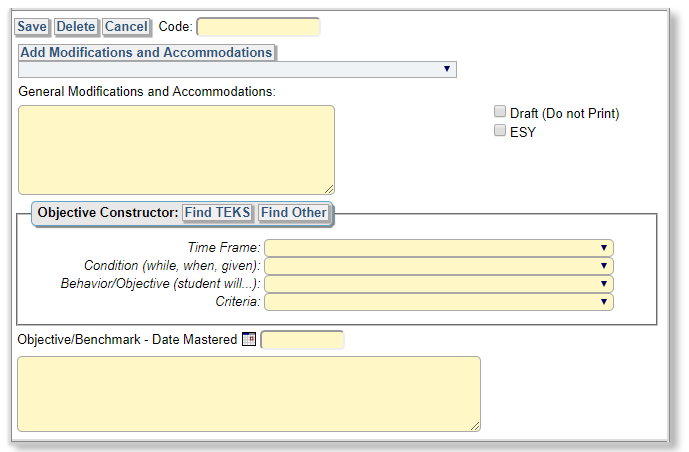 Save Delete Cancel Code:
Add Modifications and Accommodations
General Modifications and Accommodations:
Draft (Do not Print)
ESY
Objective Constructor: Find TEKS Find Other
Time Frame:
Condition (while, when, given):
Behavior/Objective (student will...):
Criteria:
Objective/Benchmark - Date Mastered